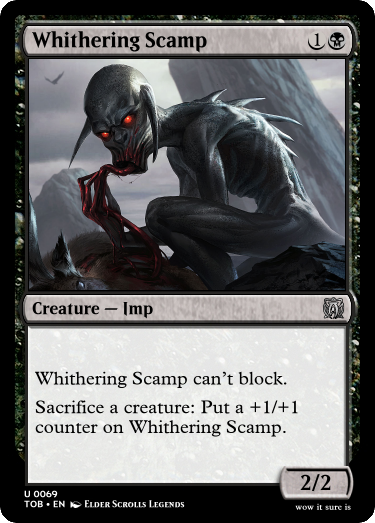 Whithering Scamp 1
Creature — Imp
Whithering Scamp can't block.
Sacrifice a creature: Put a +1/+1
counter on Whithering Scamp.
2/2
U 0069
TOB • EN Elder Scrolls Legends
wow it sure is